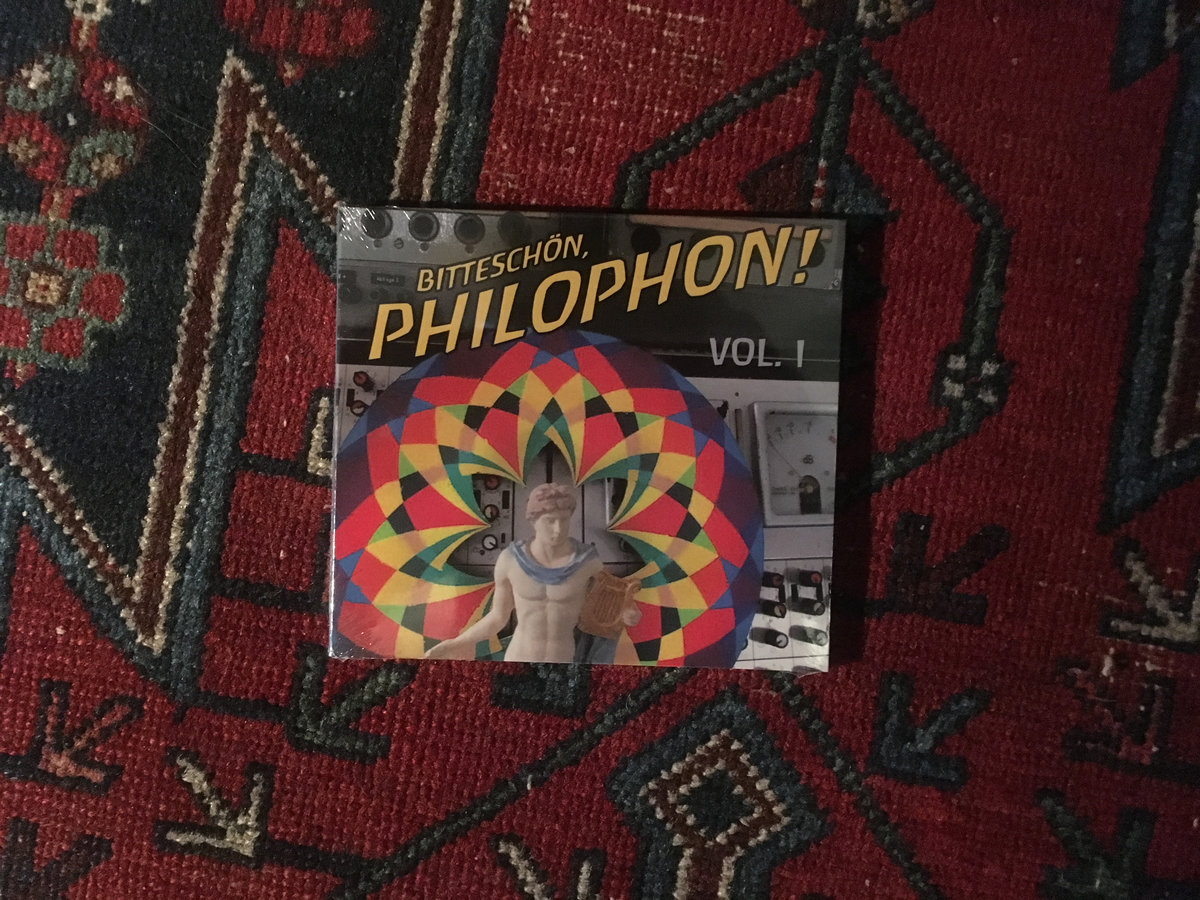 BITTESCHÖN,
PHILOPHON!
VOL. I